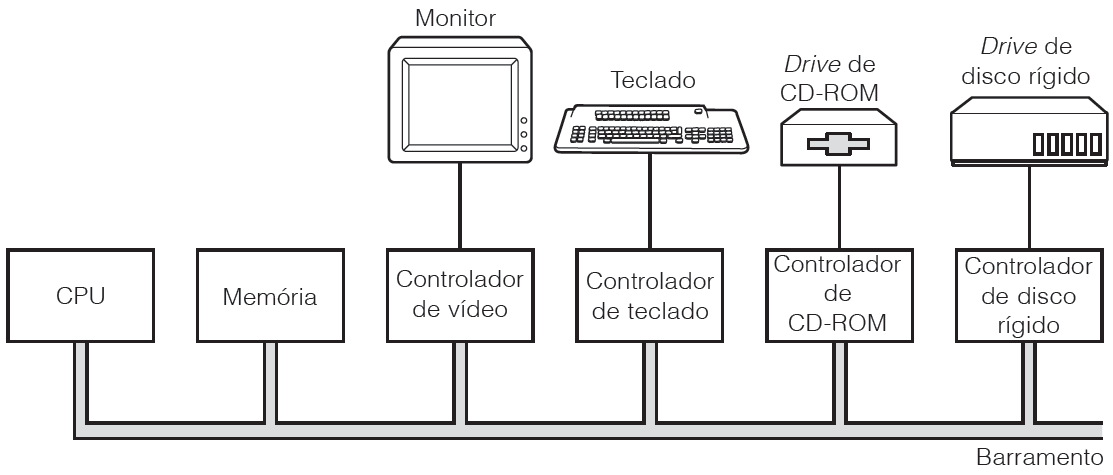 Monitor
Teclado
Drive de
CD-ROM
Drive de
disco rígido
CPU
Memória
Controlador
de vídeo
Controlador
de teclado
Controlador
de
CD-ROM
Controlador
de disco
rígido
Barramento